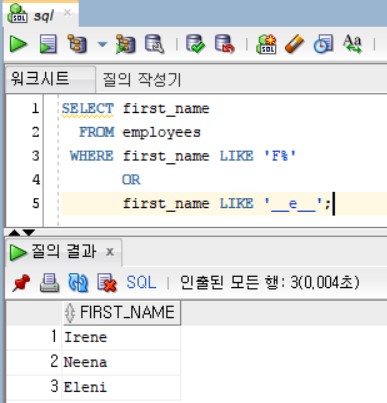 SQL
sql ×
워크시트 질의 작성기
1 SELECT first_name
2 FROM employees
3 WHERE first_name LIKE 'F%'
4 OR
5 first_name LIKE '__e__';
질의 결과 ×
SQL | 인출된 모든 행: 3(0,004초)
FIRST_NAME
1 Irene
2 Neena
3 Eleni